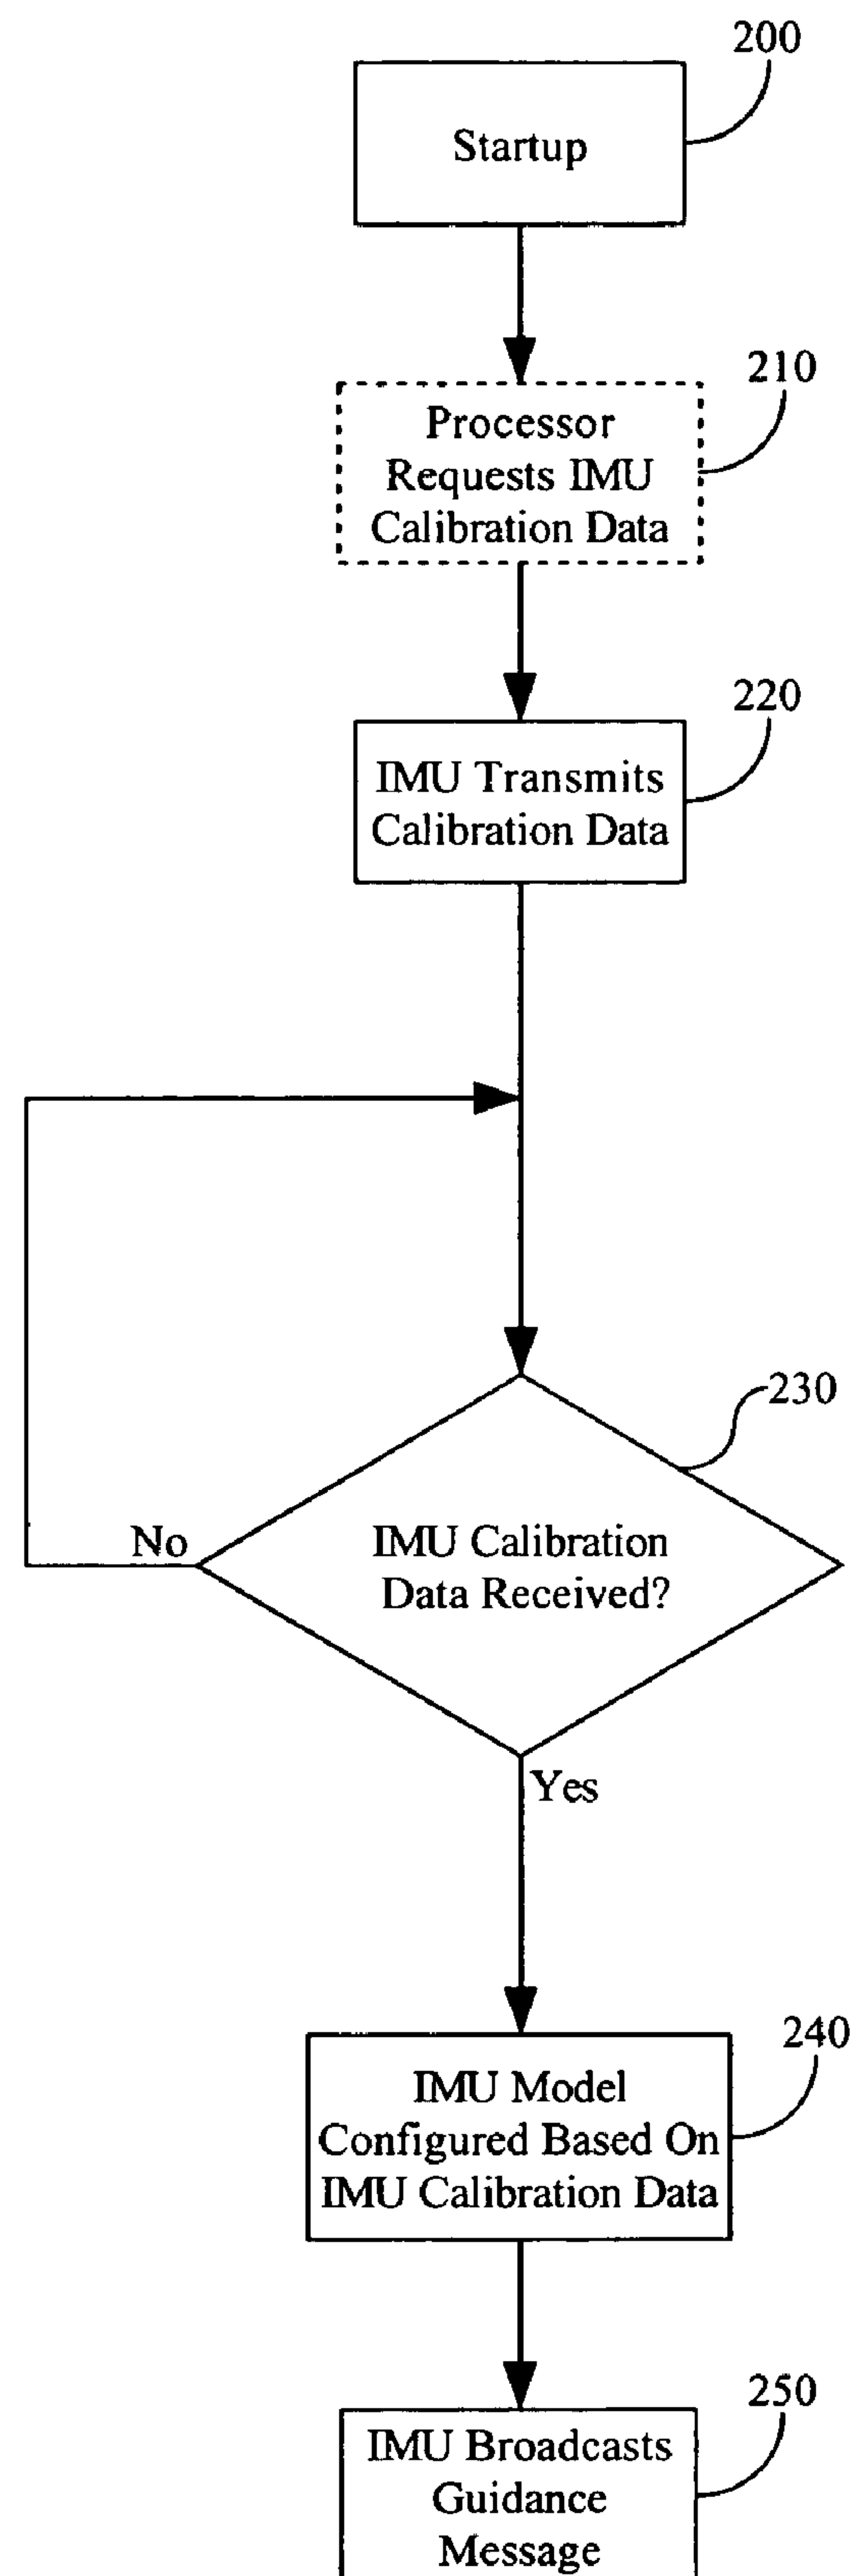 200
Startup
210
Processor
Requests IMU
Calibration Data
220
IMU Transmits
Calibration Data
230
No
IMU Calibration
Data Received?
Yes
240
IMU Model
Configured Based On
IMU Calibration Data
250
IMU Broadcasts
Guidance
Message